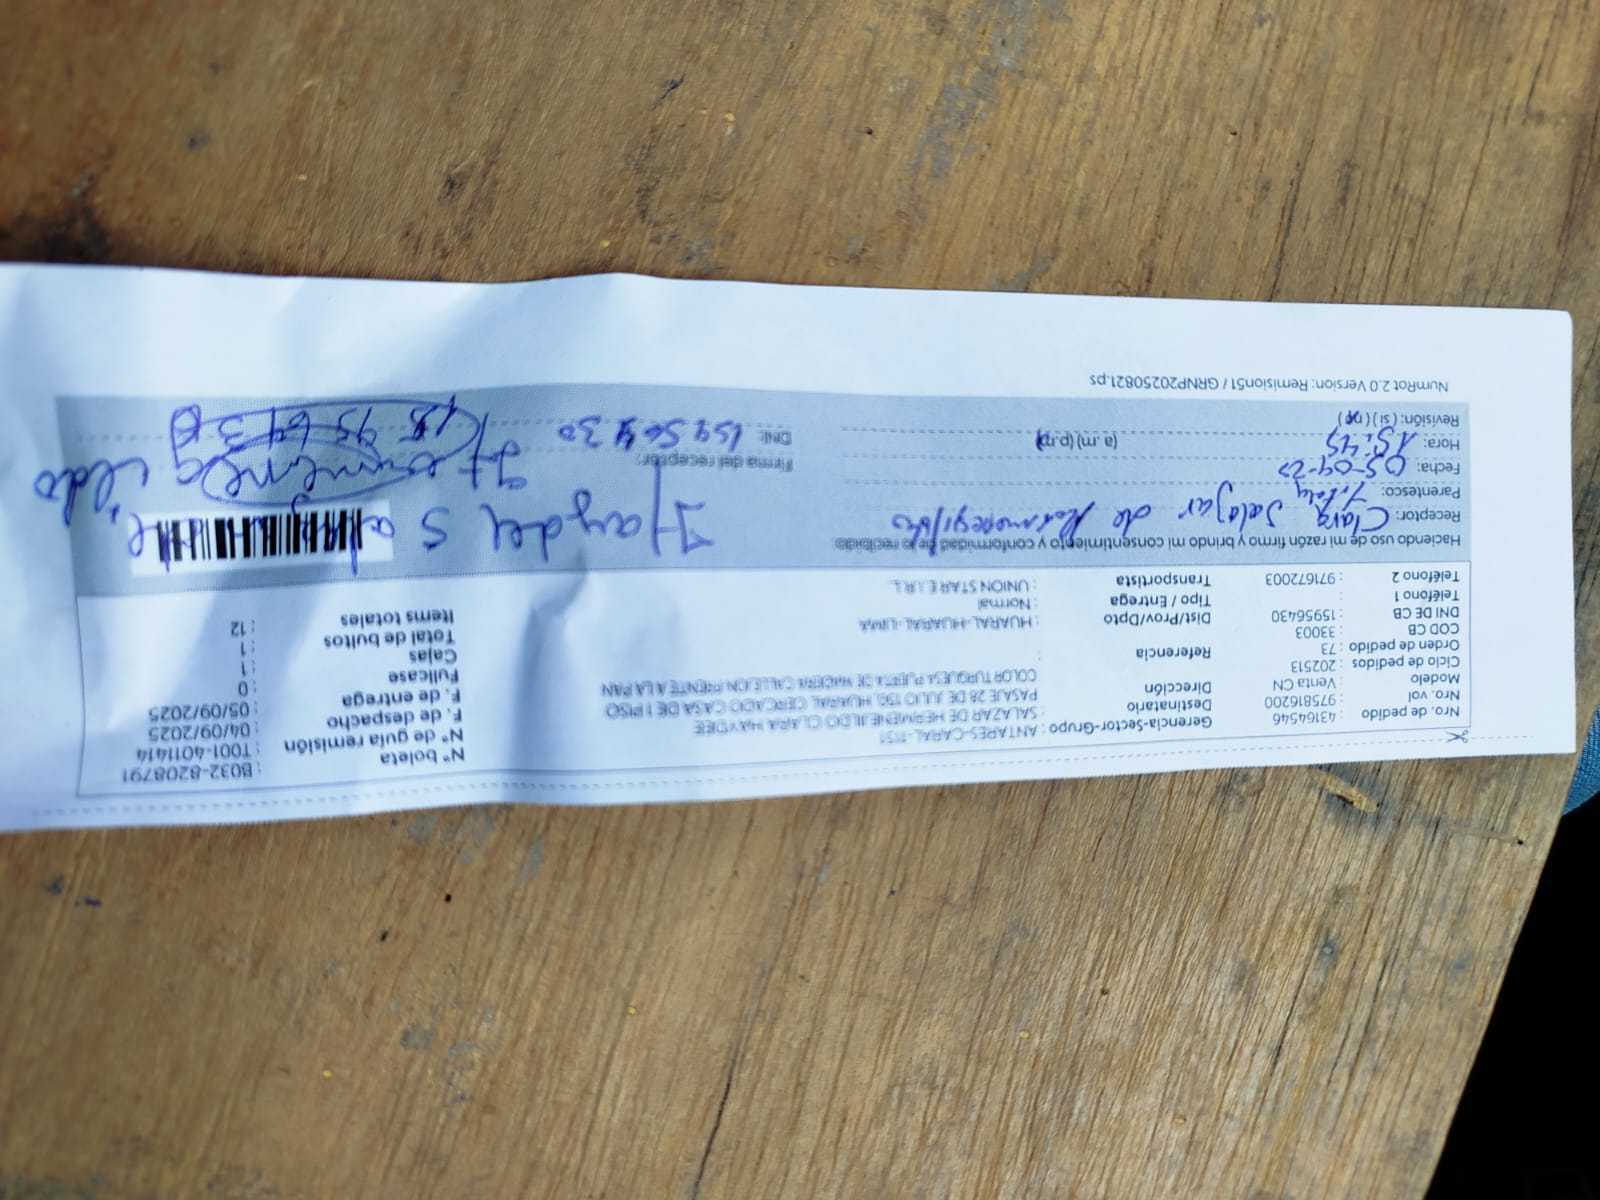 Nro. de pedido : 43164546
Nro. vol : 975816200
Modelo : Venta CN
Ciclo de pedidos : 202513
Orden de pedido : 73
COD CB : 33003
DNI DE CB : 15956430
Teléfono 1 :
Teléfono 2 : 971672003
Gerencia-Sector-Grupo : ANTARES-CARAL-1151
Destinatario : SALAZAR DE HERMENEJILDO CLARA HAYDEE
Dirección : PASAJE 28 DE JULIO 136, HUARAL CERCADO CASA DE 1 PISO
COLOR TURQUESA PUERTA DE MADERA CALLEJON FRENTE A LA PAN
Referencia :
Dist/Prov/Dpto : HUARAL-HUARAL-LIMA
Tipo / Entrega : Normal
Transportista : UNION STAR E.I.R.L.
N° boleta : B032-8208791
N° de guía remisión : T001-4011414
F. de despacho : 04/09/2025
F. de entrega : 05/09/2025
Fullcase : 0
Cajas : 1
Total de bultos : 1
Items totales : 12
Haciendo uso de mi razón firmo y brindo mi consentimiento y conformidad de lo recibido
Receptor: Clara Salazar de
Parentesco: Titular
Fecha: 05-09-25
Hora: 15:45 (a.m) (p.m)
Revisión: (si) (no)
Haydee
Firma del receptor:
DNI: 15956430
15956430
NumRot 2.0 Version: Remision51 / GRNP20250821.ps